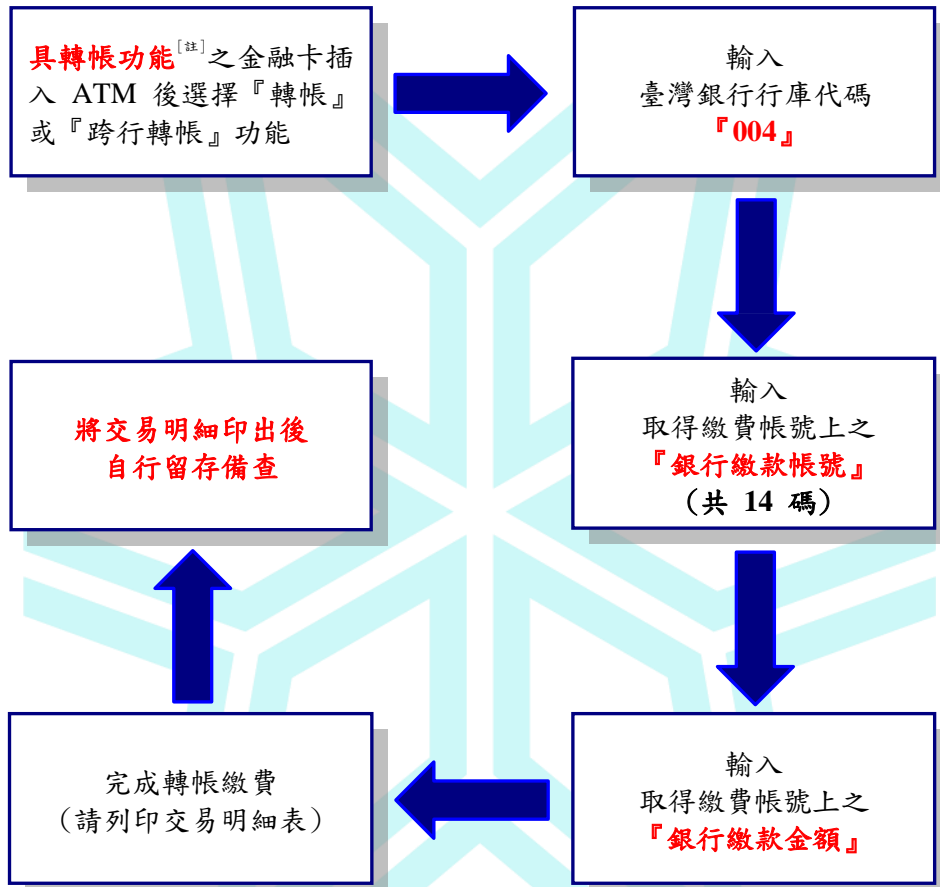 具轉帳功能[註]之金融卡插
入 ATM 後選擇『轉帳』
或『跨行轉帳』功能
輸入
臺灣銀行行庫代碼
『004』
輸入
取得繳費帳號上之
『銀行繳款帳號』
（共 14 碼）
輸入
取得繳費帳號上之
『銀行繳款金額』
完成轉帳繳費
（請列印交易明細表）
將交易明細印出後
自行留存備查